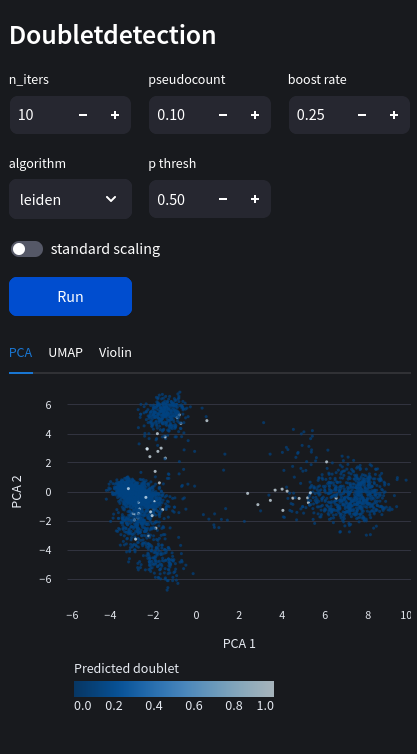 Doubletdetection
n_iters pseudocount boost rate
10 − + 0.10 − + 0.25 − +
algorithm p thresh
leiden 0.50 − +
standard scaling
Run
PCA UMAP Violin
6
4
2
0
−2
−4
−6
PCA 2
−6 −4 −2 0 2 4 6 8 10
PCA 1
Predicted doublet
0.0 0.2 0.4 0.6 0.8 1.0